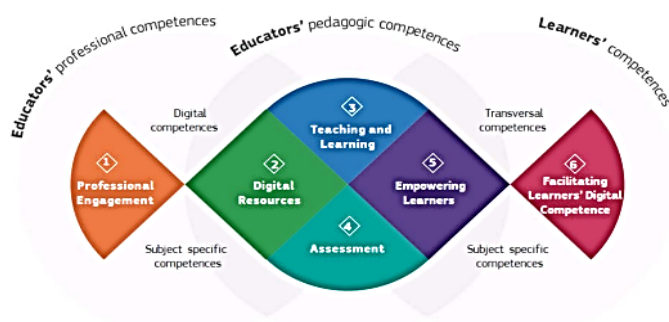 Educators' professional competences
Educators' pedagogic competences
Learners' competences
Digital
competences
Transversal
competences
1
Professional
Engagement
2
Digital
Resources
3
Teaching and
Learning
4
Assessment
5
Empowering
Learners
6
Facilitating
Learners' Digital
Competence
Subject specific
competences
Subject specific
competences